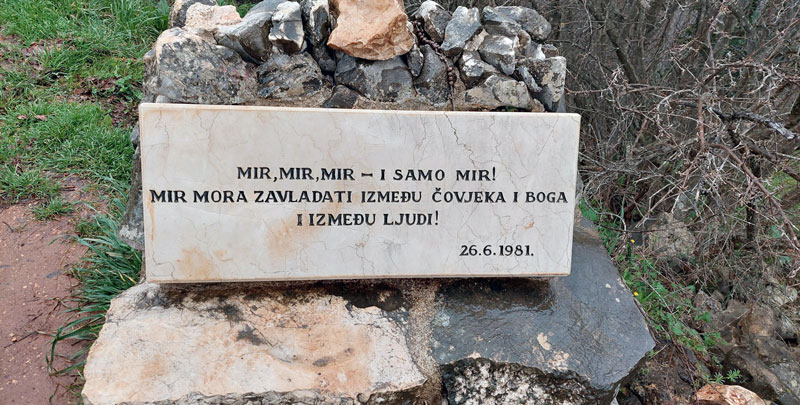 MIR, MIR, MIR – I SAMO MIR!
MIR MORA ZAVLADATI IZMEĐU ČOVJEKA I BOGA
I IZMEĐU LJUDI!
26.6.1981.